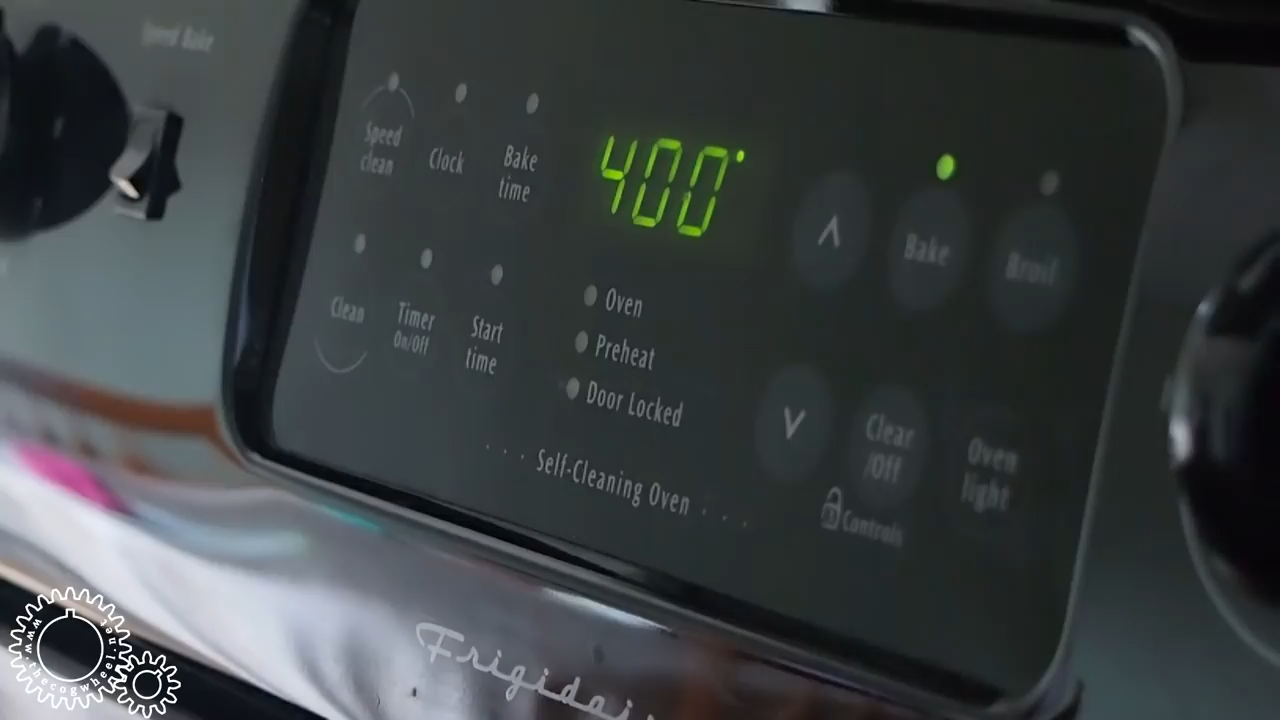 Speed Bake
Speed
clean
Clock
Bake
time
400°
Bake
Broil
Clean
Timer
On/Off
Start
time
Oven
Preheat
Door Locked
Clear
/Off
Oven
light
Self-Cleaning Oven
Controls
Frigidai
www.thecogwheel.net